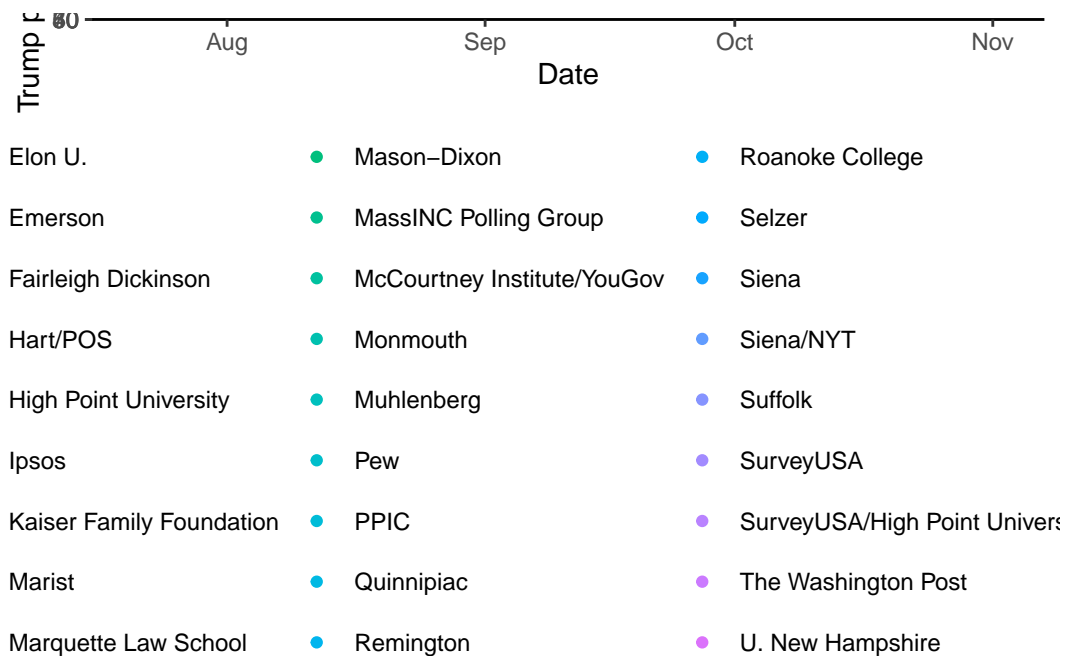 Trump
Aug Sep Oct Nov
Date
Elon U. Mason−Dixon Roanoke College
Emerson MassINC Polling Group Selzer
Fairleigh Dickinson McCourtney Institute/YouGov Siena
Hart/POS Monmouth Siena/NYT
High Point University Muhlenberg Suffolk
Ipsos Pew SurveyUSA
Kaiser Family Foundation PPIC SurveyUSA/High Point
Marist Quinnipiac The Washington Post
Marquette Law School Remington U. New Hampshire